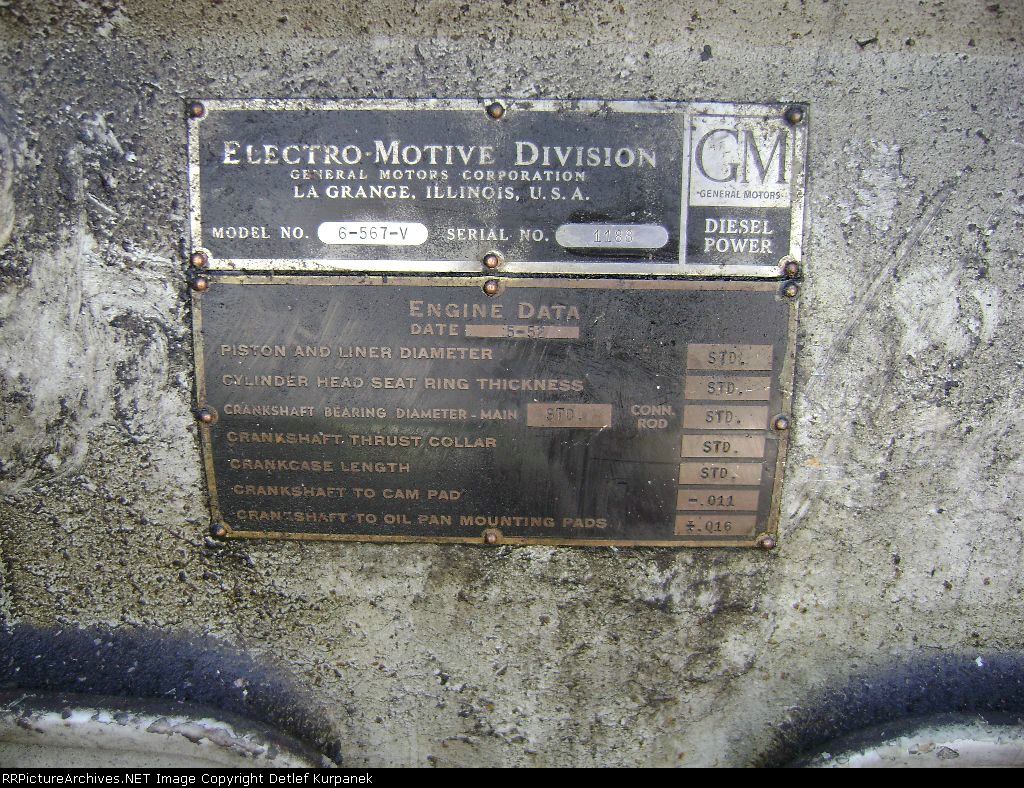 ELECTRO-MOTIVE DIVISION
GENERAL MOTORS CORPORATION
LA GRANGE, ILLINOIS, U.S.A.
MODEL NO. 6-567-V SERIAL NO. 1188
GM
GENERAL MOTORS
DIESEL
POWER
ENGINE DATA
DATE
PISTON AND LINER DIAMETER STD.
CYLINDER HEAD SEAT RING THICKNESS STD.
CRANKSHAFT BEARING DIAMETER - MAIN STD. CONN. ROD STD.
CRANKSHAFT THRUST COLLAR STD.
CRANKCASE LENGTH STD.
CRANKSHAFT TO CAM PAD -.011
CRANKSHAFT TO OIL PAN MOUNTING PADS .016
RRPictureArchives.NET Image Copyright Detlef Kurpanek